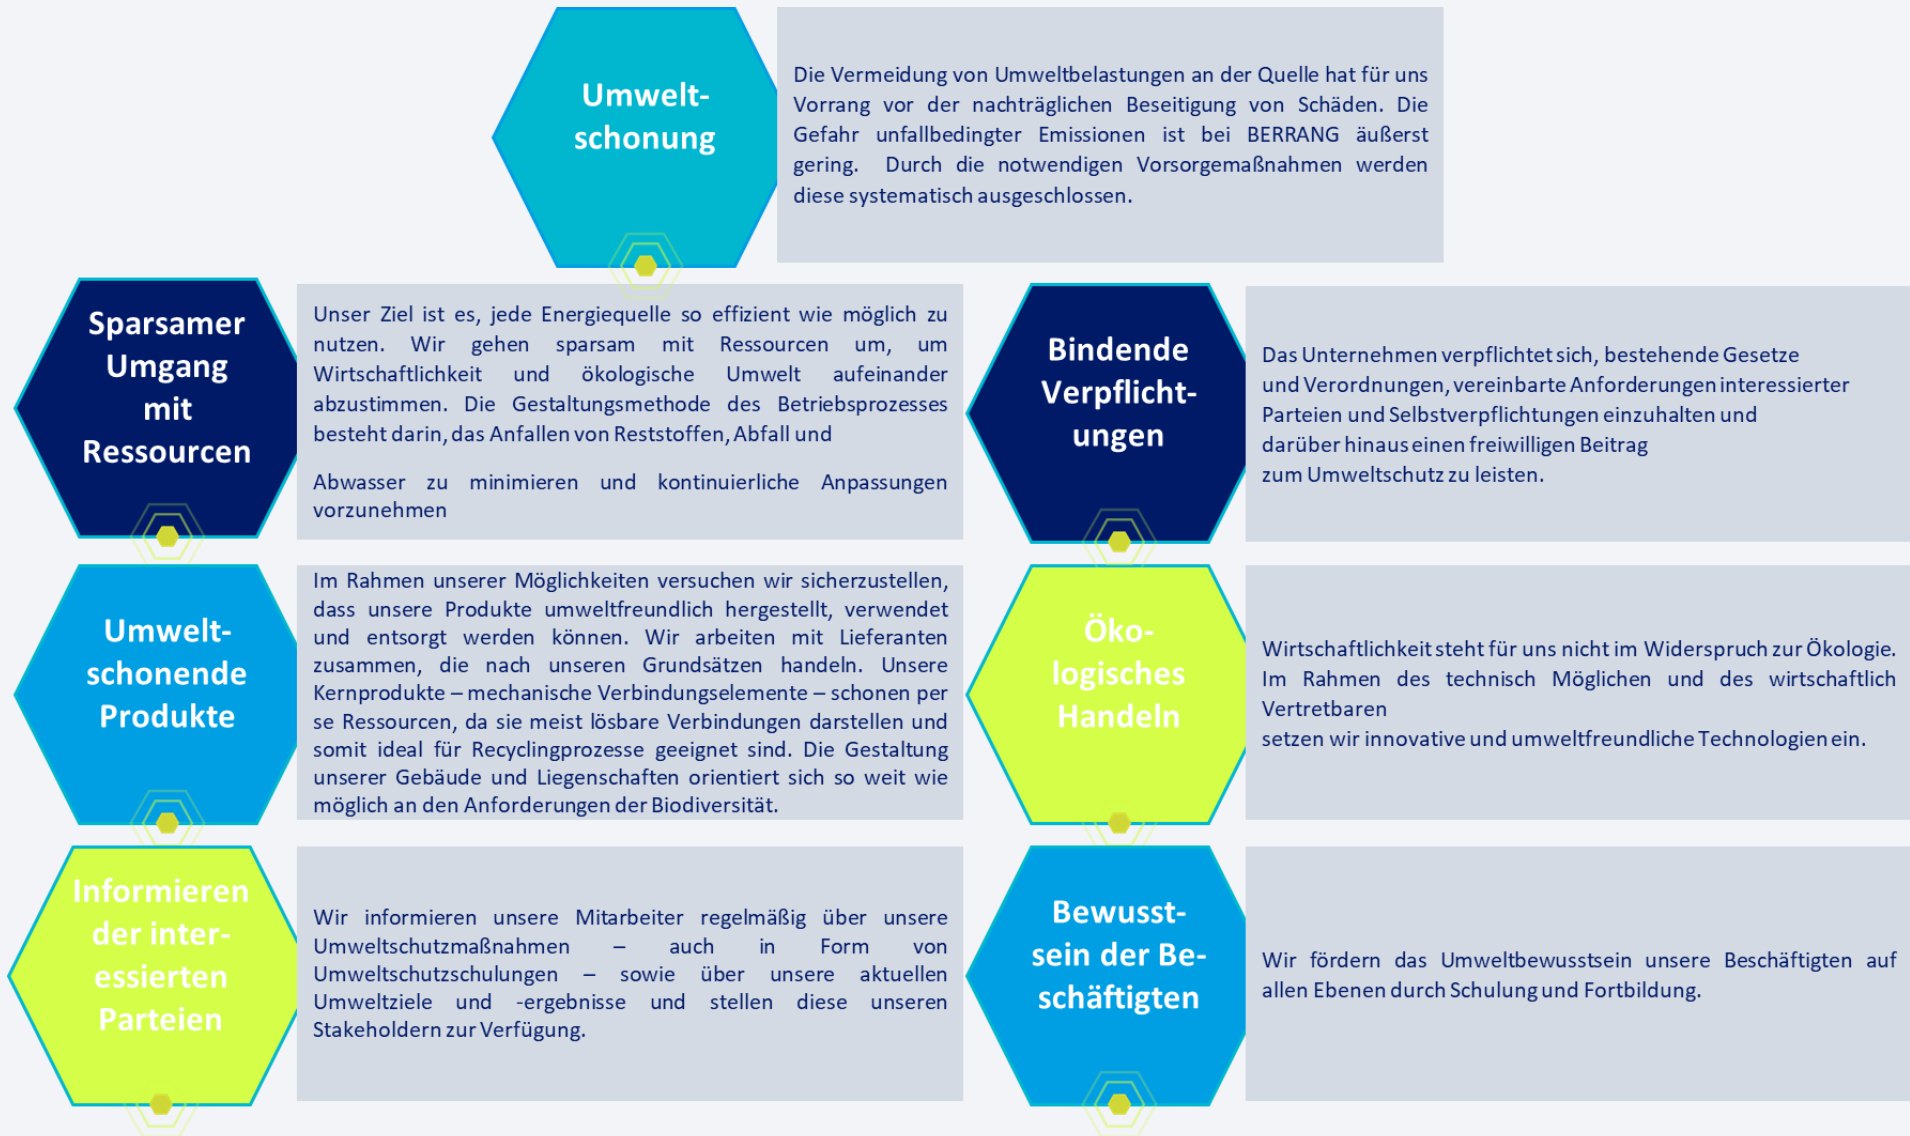 Umwelt-
schonung
Die Vermeidung von Umweltbelastungen an der Quelle hat für uns
Vorrang vor der nachträglichen Beseitigung von Schäden. Die
Gefahr unfallbedingter Emissionen ist bei BERRANG äußerst
gering. Durch die notwendigen Vorsorgemaßnahmen werden
diese systematisch ausgeschlossen.
Sparsamer
Umgang
mit
Ressourcen
Unser Ziel ist es, jede Energiequelle so effizient wie möglich zu
nutzen. Wir gehen sparsam mit Ressourcen um, um
Wirtschaftlichkeit und ökologische Umwelt aufeinander
abzustimmen. Die Gestaltungsmethode des Betriebsprozesses
besteht darin, das Anfallen von Reststoffen, Abfall und
Abwasser zu minimieren und kontinuierliche Anpassungen
vorzunehmen
Bindende
Verpflicht-
ungen
Das Unternehmen verpflichtet sich, bestehende Gesetze
und Verordnungen, vereinbarte Anforderungen interessierter
Parteien und Selbstverpflichtungen einzuhalten und
darüber hinaus einen freiwilligen Beitrag
zum Umweltschutz zu leisten.
Umwelt-
schonende
Produkte
Im Rahmen unserer Möglichkeiten versuchen wir sicherzustellen,
dass unsere Produkte umweltfreundlich hergestellt, verwendet
und entsorgt werden können. Wir arbeiten mit Lieferanten
zusammen, die nach unseren Grundsätzen handeln. Unsere
Kernprodukte – mechanische Verbindungselemente – schonen per
se Ressourcen, da sie meist lösbare Verbindungen darstellen und
somit ideal für Recyclingprozesse geeignet sind. Die Gestaltung
unserer Gebäude und Liegenschaften orientiert sich so weit wie
möglich an den Anforderungen der Biodiversität.
Öko-
logisches
Handeln
Wirtschaftlichkeit steht für uns nicht im Widerspruch zur Ökologie.
Im Rahmen des technisch Möglichen und des wirtschaftlich
Vertretbaren
setzen wir innovative und umweltfreundliche Technologien ein.
Informieren
der inter-
essierten
Parteien
Wir informieren unsere Mitarbeiter regelmäßig über unsere
Umweltschutzmaßnahmen – auch in Form von
Umweltschutzschulungen – sowie über unsere aktuellen
Umweltziele und -ergebnisse und stellen diese unseren
Stakeholdern zur Verfügung.
Bewusst-
sein der Be-
schäftigten
Wir fördern das Umweltbewusstsein unsere Beschäftigten auf
allen Ebenen durch Schulung und Fortbildung.